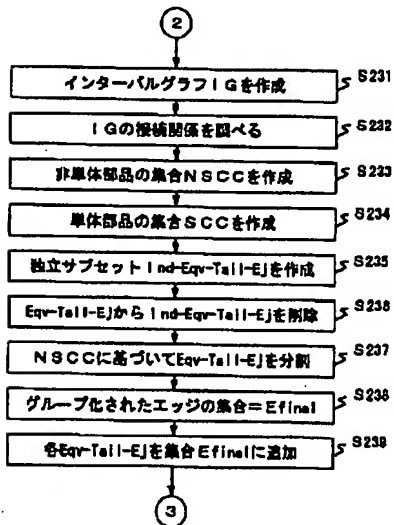 2
インターバルグラフIGを作成 S231
IGの接続関係を調べる S232
非単体部品の集合NSCCを作成 S233
単体部品の集合SCCを作成 S234
独立サブセットInd-Eqv-Tail-Ejを作成 S235
Eqv-Tail-EjからInd-Eqv-Tail-Ejを削除 S236
NSCCに基づいてEqv-Tail-Ejを分割 S237
グループ化されたエッジの集合=Efinal S238
各Eqv-Tail-Ejを集合Efinalに追加 S239
3